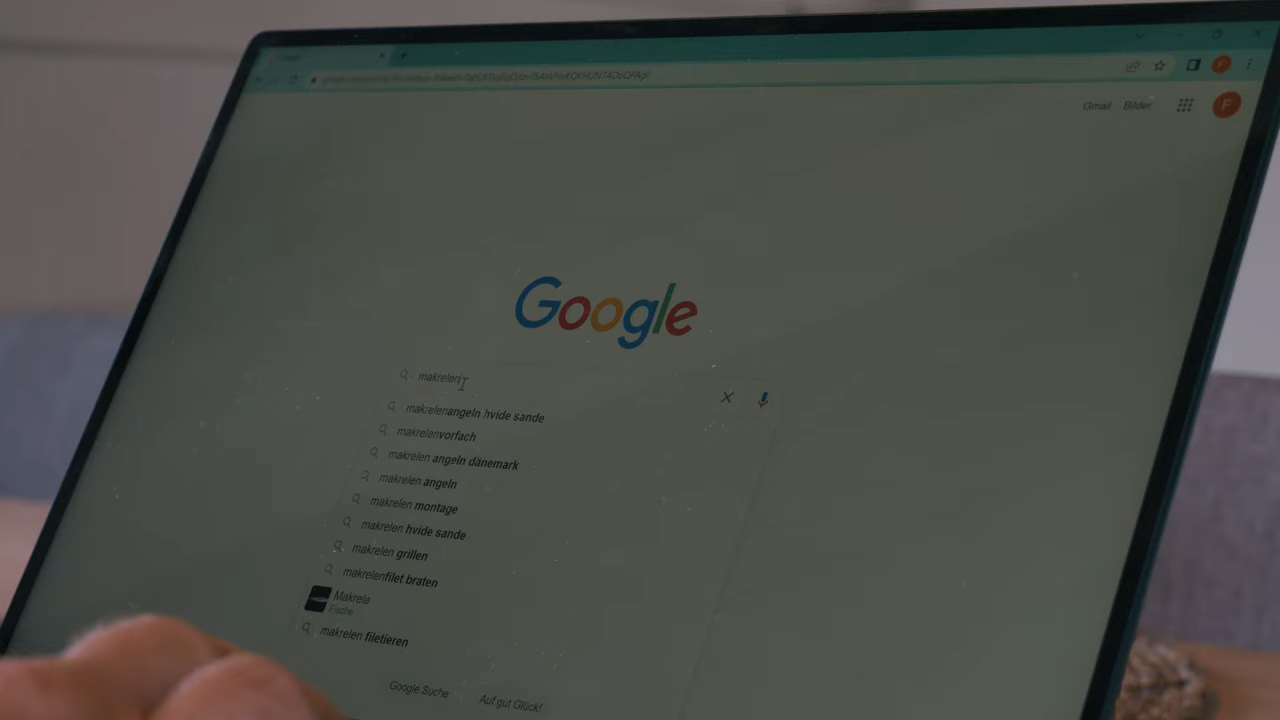 Gmail Bilder
F
F
Google
makrelen
makrelenangeln hvide sande
makrelenvorfach
makrelen angeln dänemark
makrelen angeln
makrelen montage
makrelen hvide sande
makrelen grillen
makrelenfilet braten
Makrele
Fische
makrelen filetieren
Google Suche
Auf gut Glück!